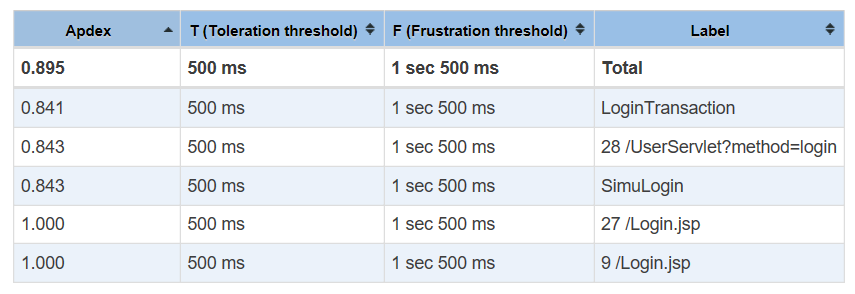 Apdex T (Toleration threshold) F (Frustration threshold) Label
0.895 500 ms 1 sec 500 ms Total
0.841 500 ms 1 sec 500 ms LoginTransaction
0.843 500 ms 1 sec 500 ms 28 /UserServlet?method=login
0.843 500 ms 1 sec 500 ms SimuLogin
1.000 500 ms 1 sec 500 ms 27 /Login.jsp
1.000 500 ms 1 sec 500 ms 9 /Login.jsp